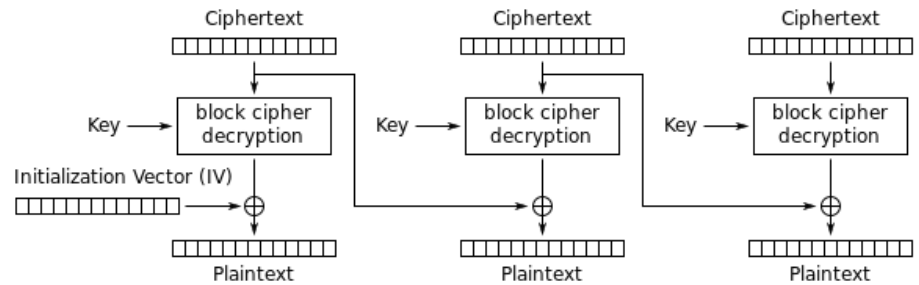 Ciphertext
Ciphertext
Ciphertext
Key
block cipher
decryption
Key
block cipher
decryption
Key
block cipher
decryption
Initialization Vector (IV)
Plaintext
Plaintext
Plaintext